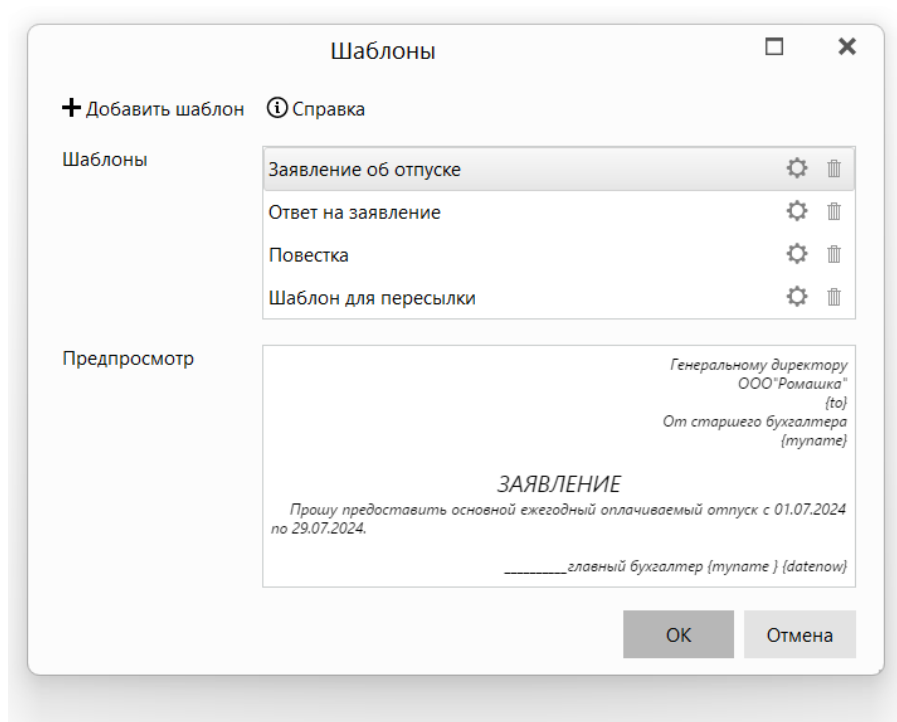 Шаблоны
Добавить шаблон Справка
Шаблоны
Заявление об отпуске
Ответ на заявление
Повестка
Шаблон для пересылки
Предпросмотр
Генеральному директору
ООО"Ромашка"
{to}
От старшего бухгалтера
{myname}
ЗАЯВЛЕНИЕ
Прошу предоставить основной ежегодный оплачиваемый отпуск с 01.07.2024
по 29.07.2024.
__________главный бухгалтер {myname } {datenow}
ОК Отмена